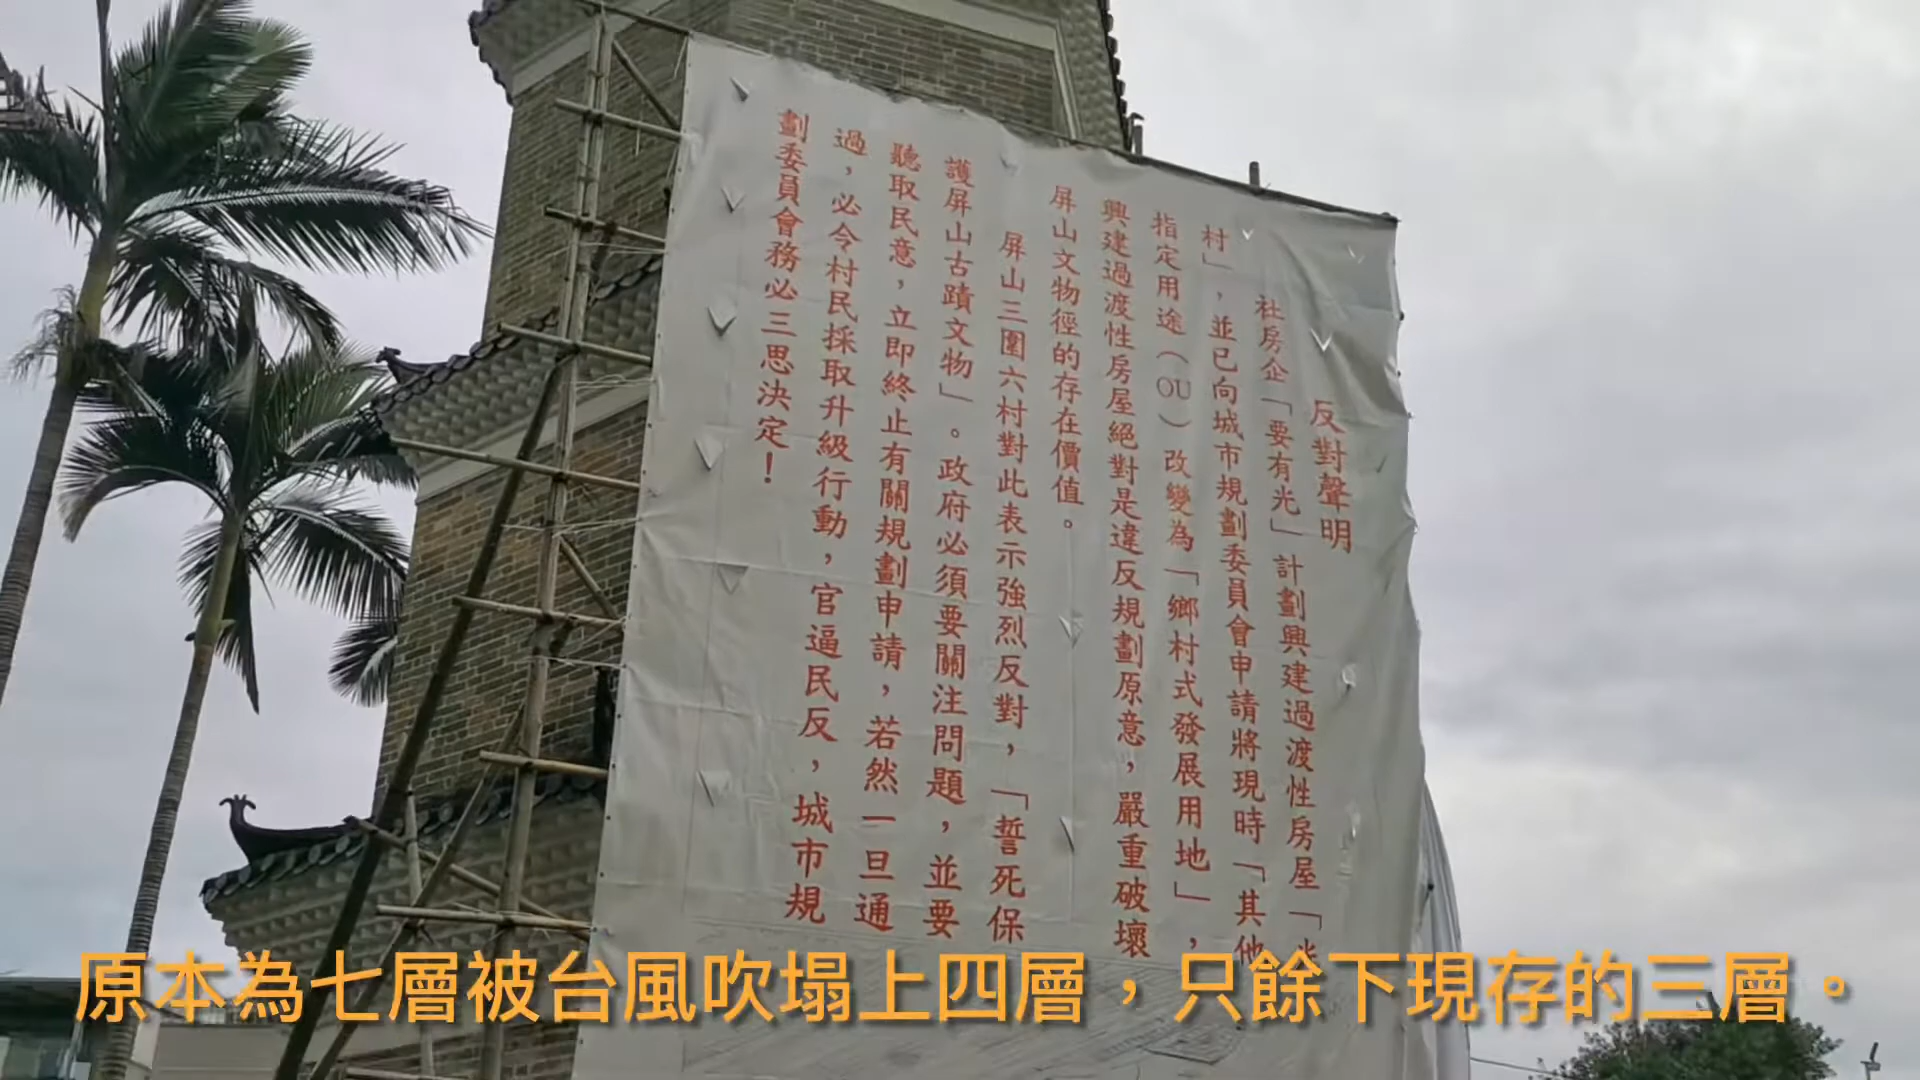 反對聲明
社房企「要有光」計劃興建過渡性房屋「光
村」，並已向城市規劃委員會申請將現時「其他
指定用途（OU）改變為「鄉村式發展用地」，
興建過渡性房屋絕對是違反規劃原意，嚴重破壞
屏山文物徑的存在價值。
屏山三圍六村對此表示強烈反對，「誓死保
護屏山古蹟文物」。政府必須要關注問題，並要
聽取民意，立即終止有關規劃申請，若然一旦通
過，必令村民採取升級行動，官逼民反，城市規
劃委員會務必三思決定！
原本為七層被台風吹塌上四層，只餘下現存的三層。